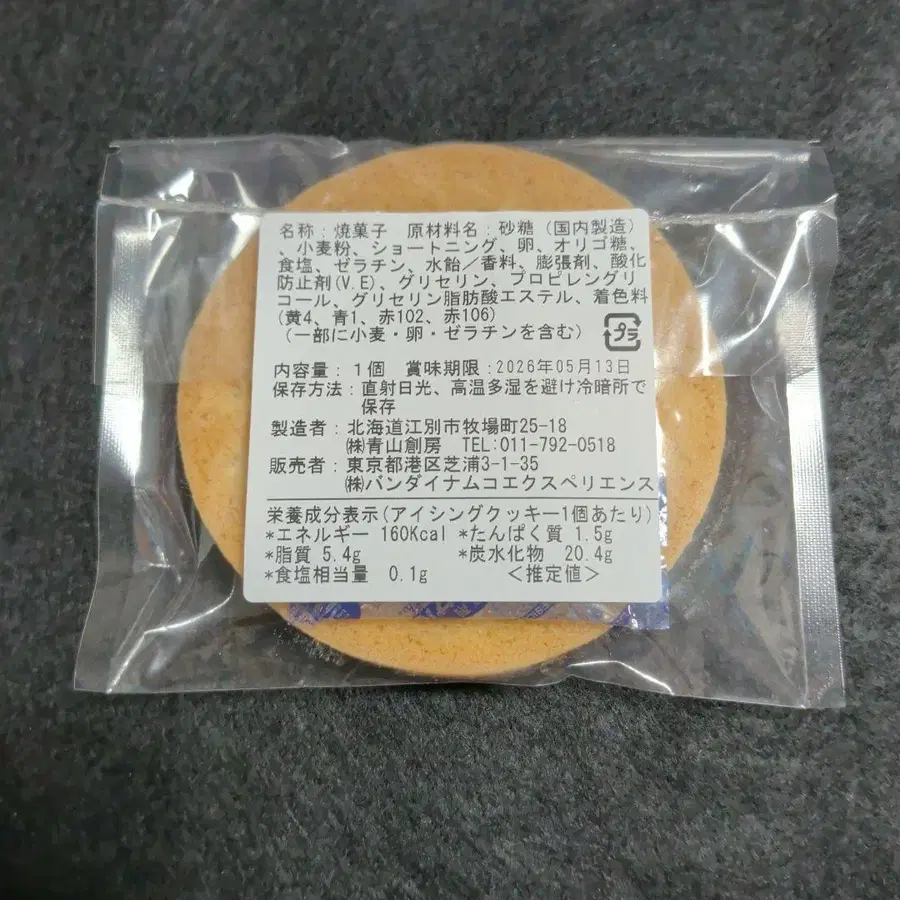 名称：焼菓子　原材料名：砂糖（国内製造）
、小麦粉、ショートニング、卵、オリゴ糖、
食塩、ゼラチン、水飴／香料、膨張剤、酸化
防止剤(V.E)、グリセリン、プロピレングリ
コール、グリセリン脂肪酸エステル、着色料
(黄4、青1、赤102、赤106)
（一部に小麦・卵・ゼラチンを含む）
プラ
内容量：１個　賞味期限：2026年05月13日
保存方法：直射日光、高温多湿を避け冷暗所で
保存
製造者：北海道江別市牧場町25-18
㈱青山創房　TEL:011-792-0518
販売者：東京都港区芝浦3-1-35
㈱バンダイナムコエクスペリエンス
栄養成分表示(アイシングクッキー1個あたり)
*エネルギー 160Kcal *たんぱく質 1.5g
*脂質 5.4g　*炭水化物　20.4g
*食塩相当量　0.1g　＜推定値＞